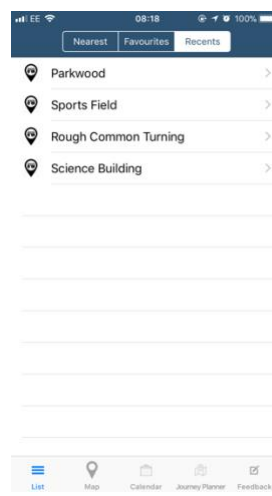 EE 08:18 100%
Nearest Favourites Recents
Parkwood
Sports Field
Rough Common Turning
Science Building
List Map Calendar Journey Planner Feedback